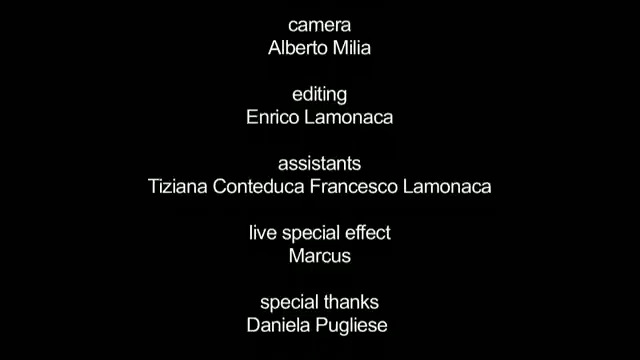 camera
Alberto Milia
editing
Enrico Lamonaca
assistants
Tiziana Conteduca Francesco Lamonaca
live special effect
Marcus
special thanks
Daniela Pugliese